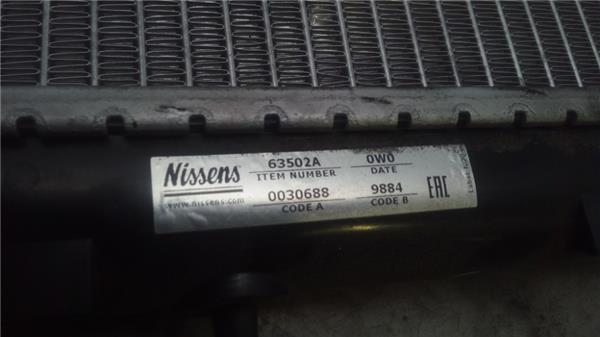 Nissens
www.nissens.com
63502A 0W0
ITEM NUMBER DATE
0030688 9884
CODE A CODE B
EAC